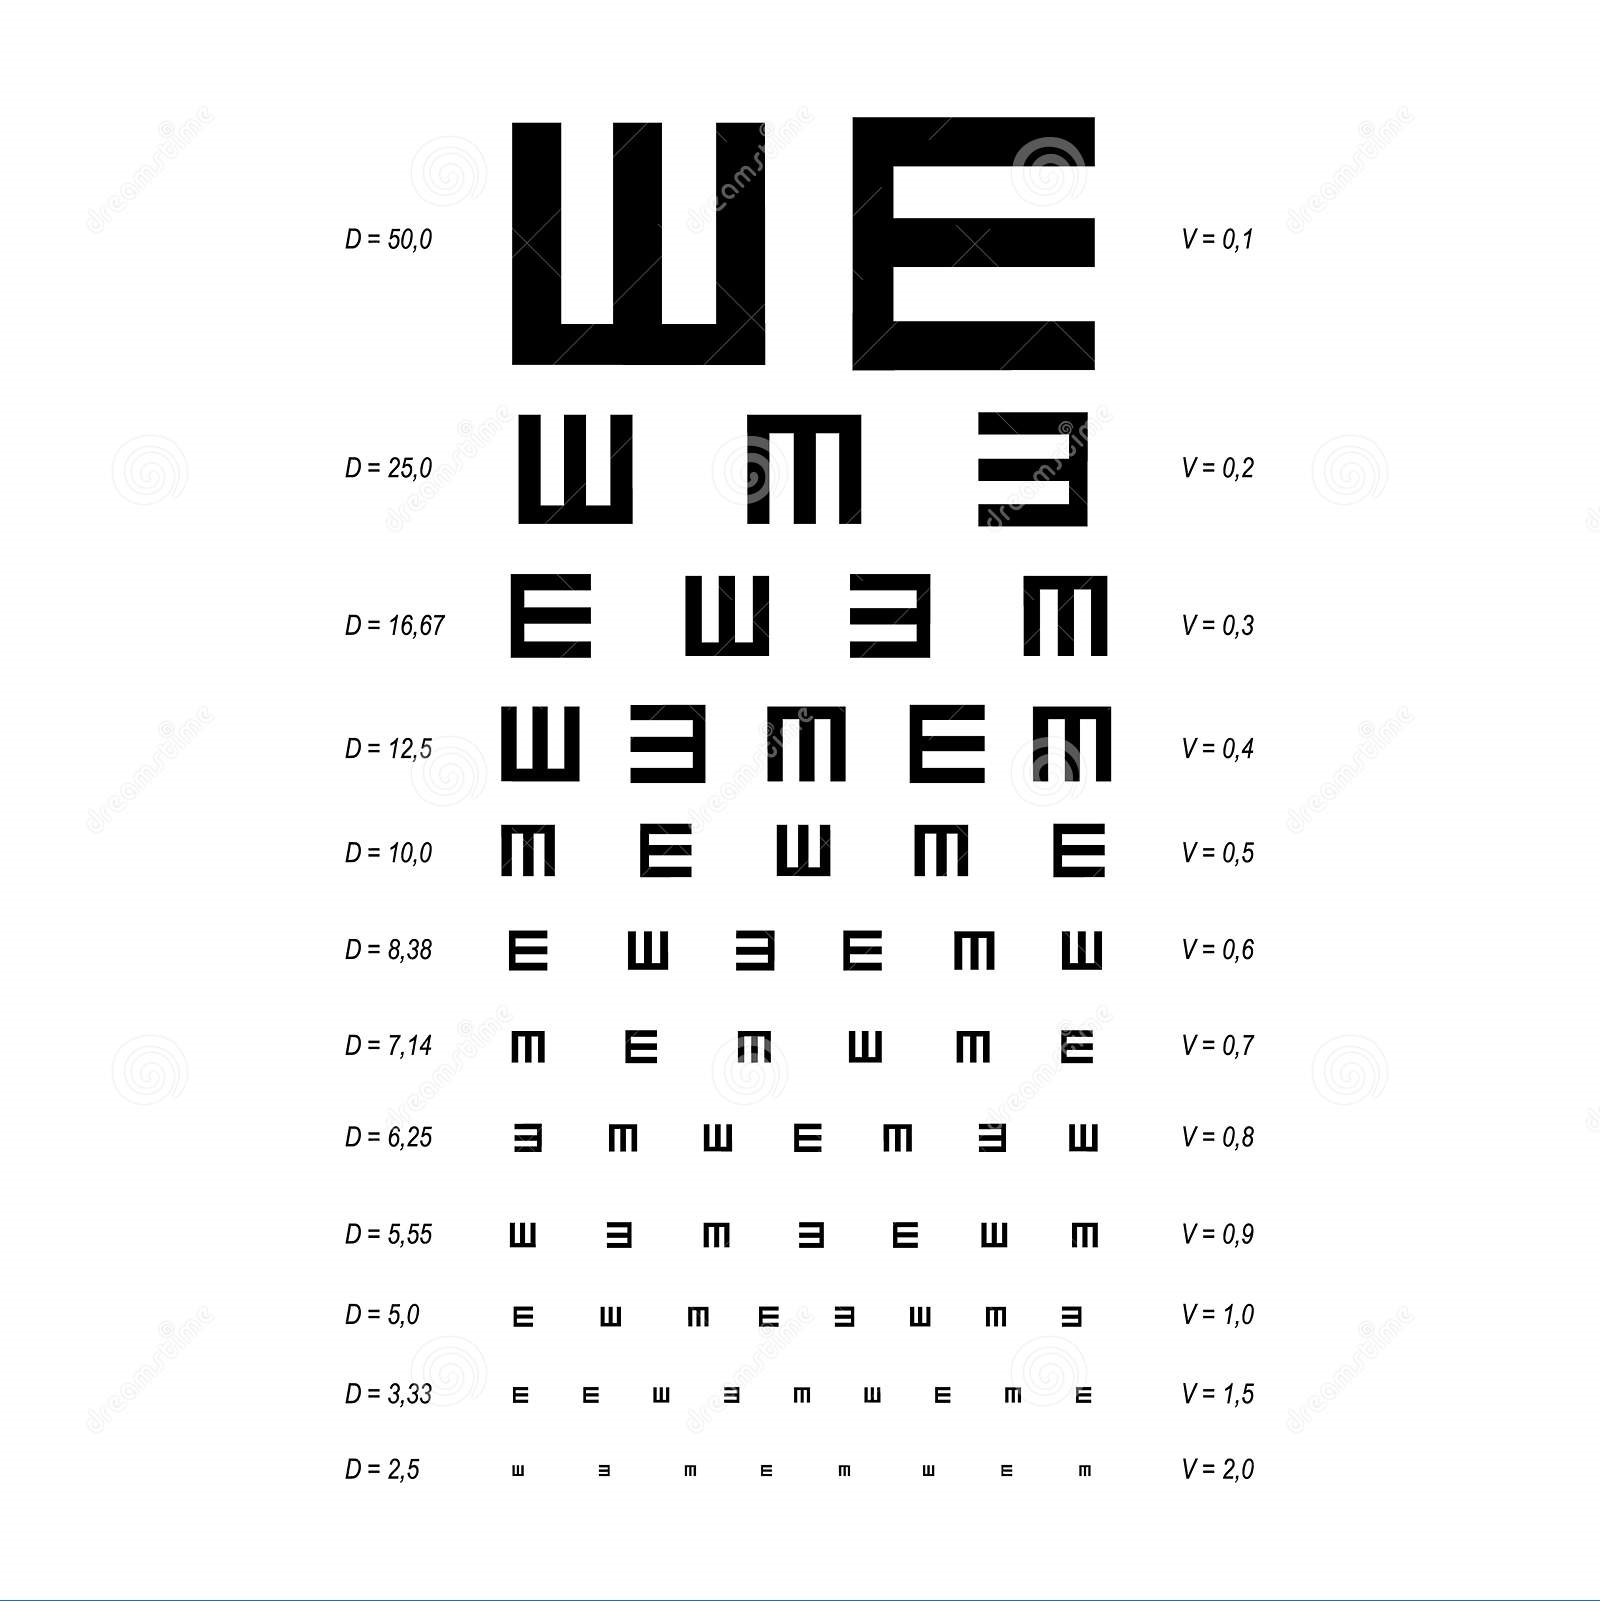 D = 50,0 Ш E V = 0,1
D = 25,0 Ш m Ǝ V = 0,2
D = 16,67 E Ш Ǝ m V = 0,3
D = 12,5 Ш Ǝ m E m V = 0,4
D = 10,0 m E Ш m E V = 0,5
D = 8,38 E Ш Ǝ E m Ш V = 0,6
D = 7,14 m E m Ш m E V = 0,7
D = 6,25 Ǝ m Ш E m Ǝ Ш V = 0,8
D = 5,55 Ш Ǝ m Ǝ E Ш m V = 0,9
D = 5,0 E Ш m E Ǝ Ш m Ǝ V = 1,0
D = 3,33 E E Ш Ǝ m Ш E m E V = 1,5
D = 2,5 Ш Ǝ m E m Ш E m V = 2,0
dreamstime